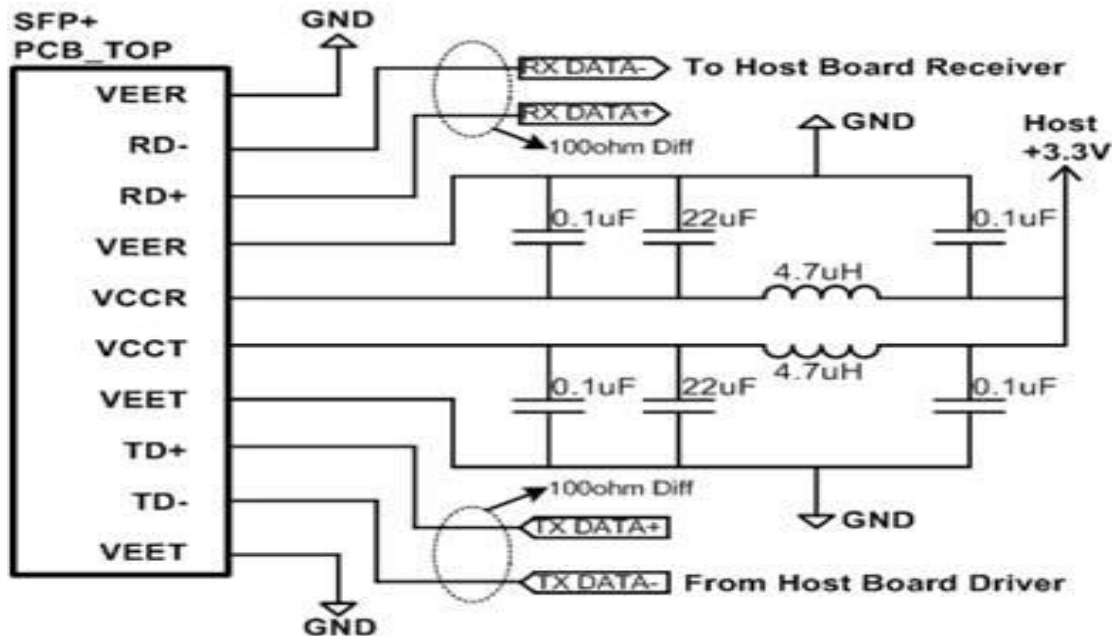 SFP+
PCB_TOP
GND
VEER
RD-
RD+
VEER
VCCR
VCCT
VEET
TD+
TD-
VEET
RX DATA-
To Host Board Receiver
RX DATA+
100ohm Diff
GND
Host
+3.3V
0.1uF
22uF
0.1uF
4.7uH
4.7uH
0.1uF
22uF
0.1uF
100ohm Diff
TX DATA+
GND
TX DATA-
From Host Board Driver
GND